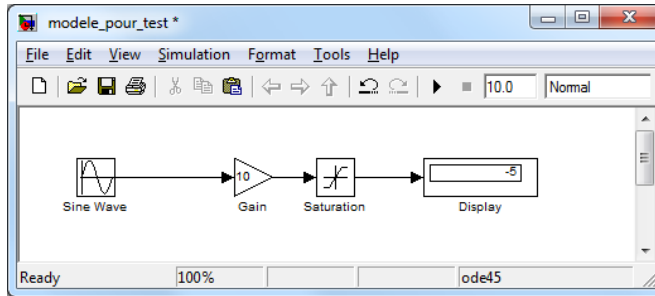 modele_pour_test *
File Edit View Simulation Format Tools Help
10.0 Normal
10
-5
Sine Wave Gain Saturation Display
Ready 100% ode45